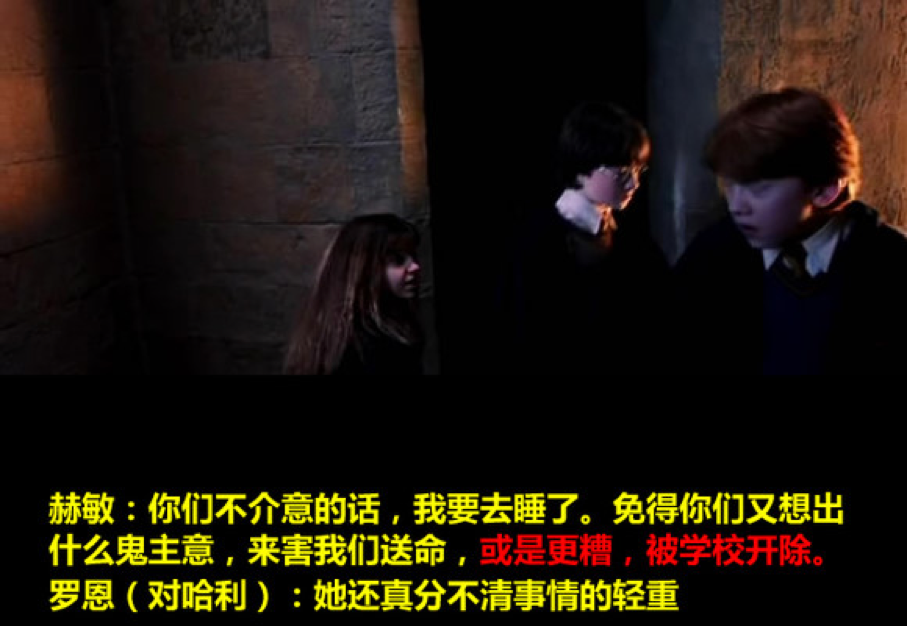 赫敏：你们不介意的话，我要去睡了。免得你们又想出
什么鬼主意，来害我们送命，或是更糟，被学校开除。
罗恩（对哈利）：她还真分不清事情的轻重